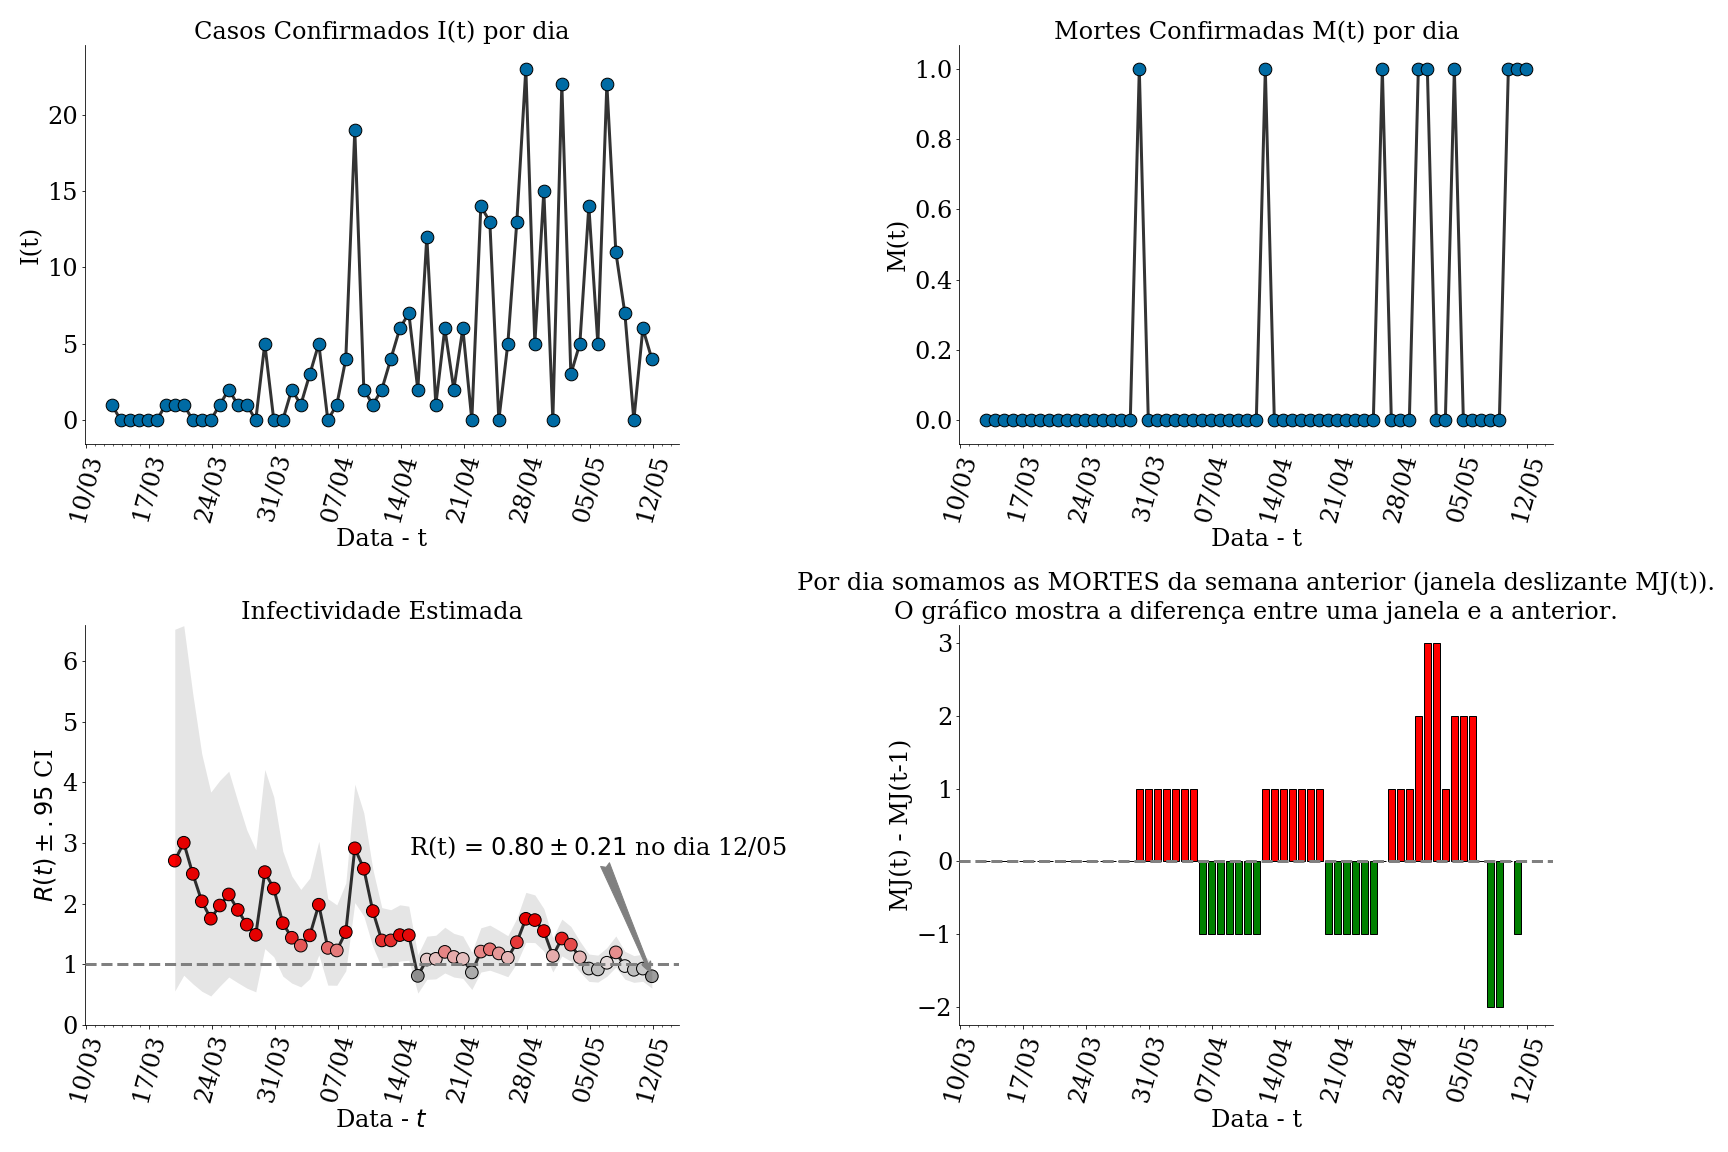 Casos Confirmados I(t) por dia
I(t)
20
15
10
5
0
10/03 17/03 24/03 31/03 07/04 14/04 21/04 28/04 05/05 12/05
Data - t
Mortes Confirmadas M(t) por dia
M(t)
1.0
0.8
0.6
0.4
0.2
0.0
10/03 17/03 24/03 31/03 07/04 14/04 21/04 28/04 05/05 12/05
Data - t
Infectividade Estimada
R(t) ± .95 CI
6
5
4
3
2
1
0
R(t) = 0.80 ± 0.21 no dia 12/05
10/03 17/03 24/03 31/03 07/04 14/04 21/04 28/04 05/05 12/05
Data - t
Por dia somamos as MORTES da semana anterior (janela deslizante MJ(t)).
O gráfico mostra a diferença entre uma janela e a anterior.
MJ(t) - MJ(t-1)
3
2
1
0
−1
−2
10/03 17/03 24/03 31/03 07/04 14/04 21/04 28/04 05/05 12/05
Data - t